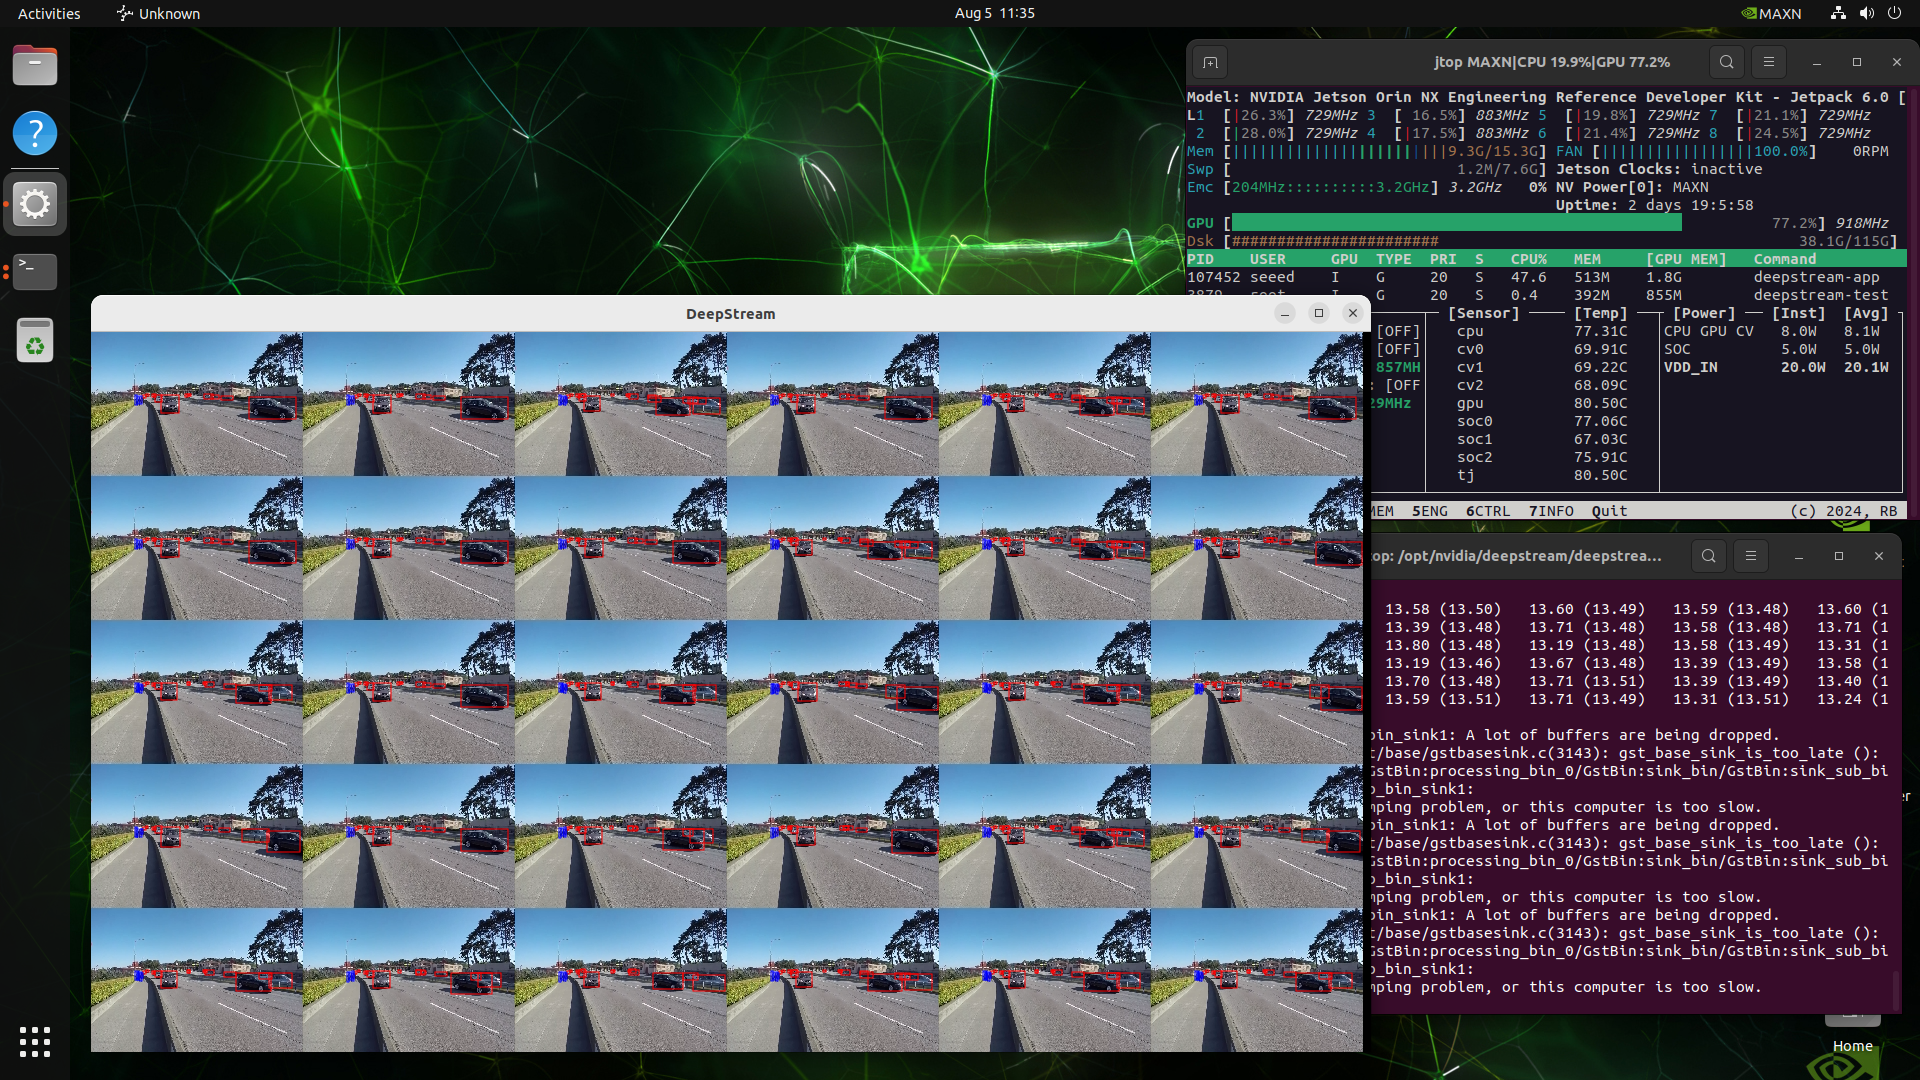 Activities
Unknown
Aug 5 11:35
MAXN
jtop MAXN|CPU 19.9%|GPU 77.2%
Model: NVIDIA Jetson Orin NX Engineering Reference Developer Kit - Jetpack 6.0 [
L1 [|26.3%] 729MHz 3 [ 16.5%] 883MHz 5 [|19.8%] 729MHz 7 [|21.1%] 729MHz
2 [|28.0%] 729MHz 4 [|17.5%] 883MHz 6 [|21.4%] 729MHz 8 [|24.5%] 729MHz
Mem [||||||||||||||||||||||||9.3G/15.3G] FAN [|||||||||||||||||100.0%] 0RPM
Swp [ 1.2M/7.6G] Jetson Clocks: inactive
Emc [204MHz::::::::::3.2GHz] 3.2GHz 0% NV Power[0]: MAXN
Uptime: 2 days 19:5:58
GPU [ 77.2%] 918MHz
Dsk [####################### 38.1G/115G]
PID USER GPU TYPE PRI S CPU% MEM [GPU MEM] Command
107452 seeed I G 20 S 47.6 513M 1.8G deepstream-app
3879 root I G 20 S 0.4 392M 855M deepstream-test
[Sensor] [Temp] [Power] [Inst] [Avg]
[OFF] cpu 77.31C CPU GPU CV 8.0W 8.1W
[OFF] cv0 69.91C SOC 5.0W 5.0W
857MH cv1 69.22C VDD_IN 20.0W 20.1W
: [OFF cv2 68.09C
29MHz gpu 80.50C
soc0 77.06C
soc1 67.03C
soc2 75.91C
tj 80.50C
MEM 5ENG 6CTRL 7INFO Quit (c) 2024, RB
DeepStream
top: /opt/nvidia/deepstream/deepstrea...
13.58 (13.50) 13.60 (13.49) 13.59 (13.48) 13.60 (1
13.39 (13.48) 13.71 (13.48) 13.58 (13.48) 13.71 (1
13.80 (13.48) 13.19 (13.48) 13.58 (13.49) 13.31 (1
13.19 (13.46) 13.67 (13.48) 13.39 (13.49) 13.58 (1
13.70 (13.48) 13.71 (13.51) 13.39 (13.49) 13.40 (1
13.59 (13.51) 13.71 (13.49) 13.31 (13.51) 13.24 (1
bin_sink1: A lot of buffers are being dropped.
t/base/gstbasesink.c(3143): gst_base_sink_is_too_late ():
GstBin:processing_bin_0/GstBin:sink_bin/GstBin:sink_sub_bi
b_bin_sink1:
mping problem, or this computer is too slow.
bin_sink1: A lot of buffers are being dropped.
t/base/gstbasesink.c(3143): gst_base_sink_is_too_late ():
GstBin:processing_bin_0/GstBin:sink_bin/GstBin:sink_sub_bi
b_bin_sink1:
mping problem, or this computer is too slow.
bin_sink1: A lot of buffers are being dropped.
t/base/gstbasesink.c(3143): gst_base_sink_is_too_late ():
GstBin:processing_bin_0/GstBin:sink_bin/GstBin:sink_sub_bi
b_bin_sink1:
mping problem, or this computer is too slow.
Home